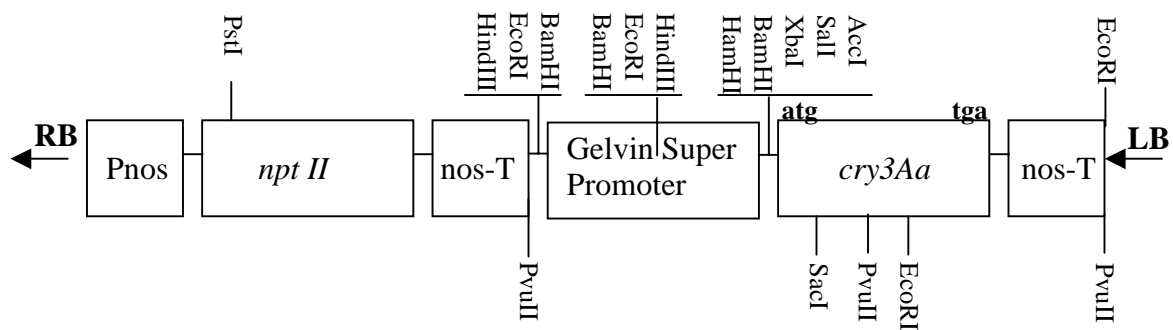 PstI
HindIII
EcoRI
BamHI
BamHI
EcoRI
HindIII
HamHI
BamHI
XbaI
SalI
AccI
EcoRI
RB
Pnos
npt II
nos-T
Gelvin Super
Promoter
atg
tga
cry3Aa
nos-T
LB
PvuII
SacI
PvuII
EcoRI
PvuII